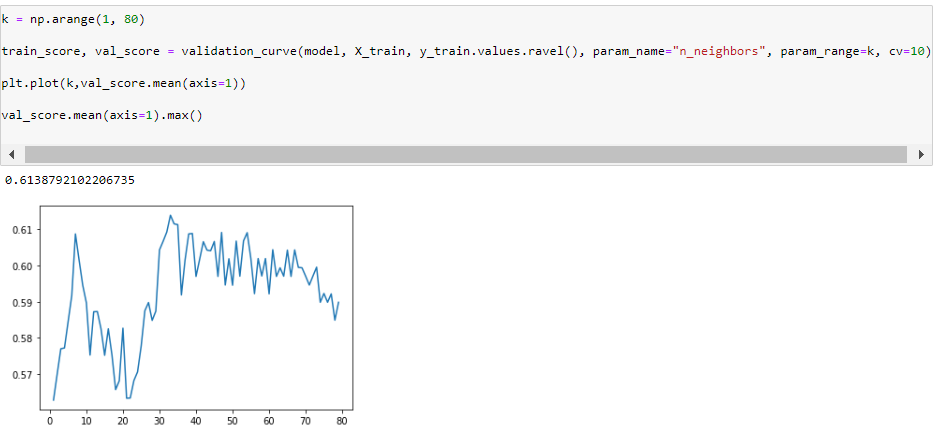 k = np.arange(1, 80)
train_score, val_score = validation_curve(model, X_train, y_train.values.ravel(), param_name="n_neighbors", param_range=k, cv=10)
plt.plot(k,val_score.mean(axis=1))
val_score.mean(axis=1).max()
0.6138792102206735
0.61
0.60
0.59
0.58
0.57
0 10 20 30 40 50 60 70 80